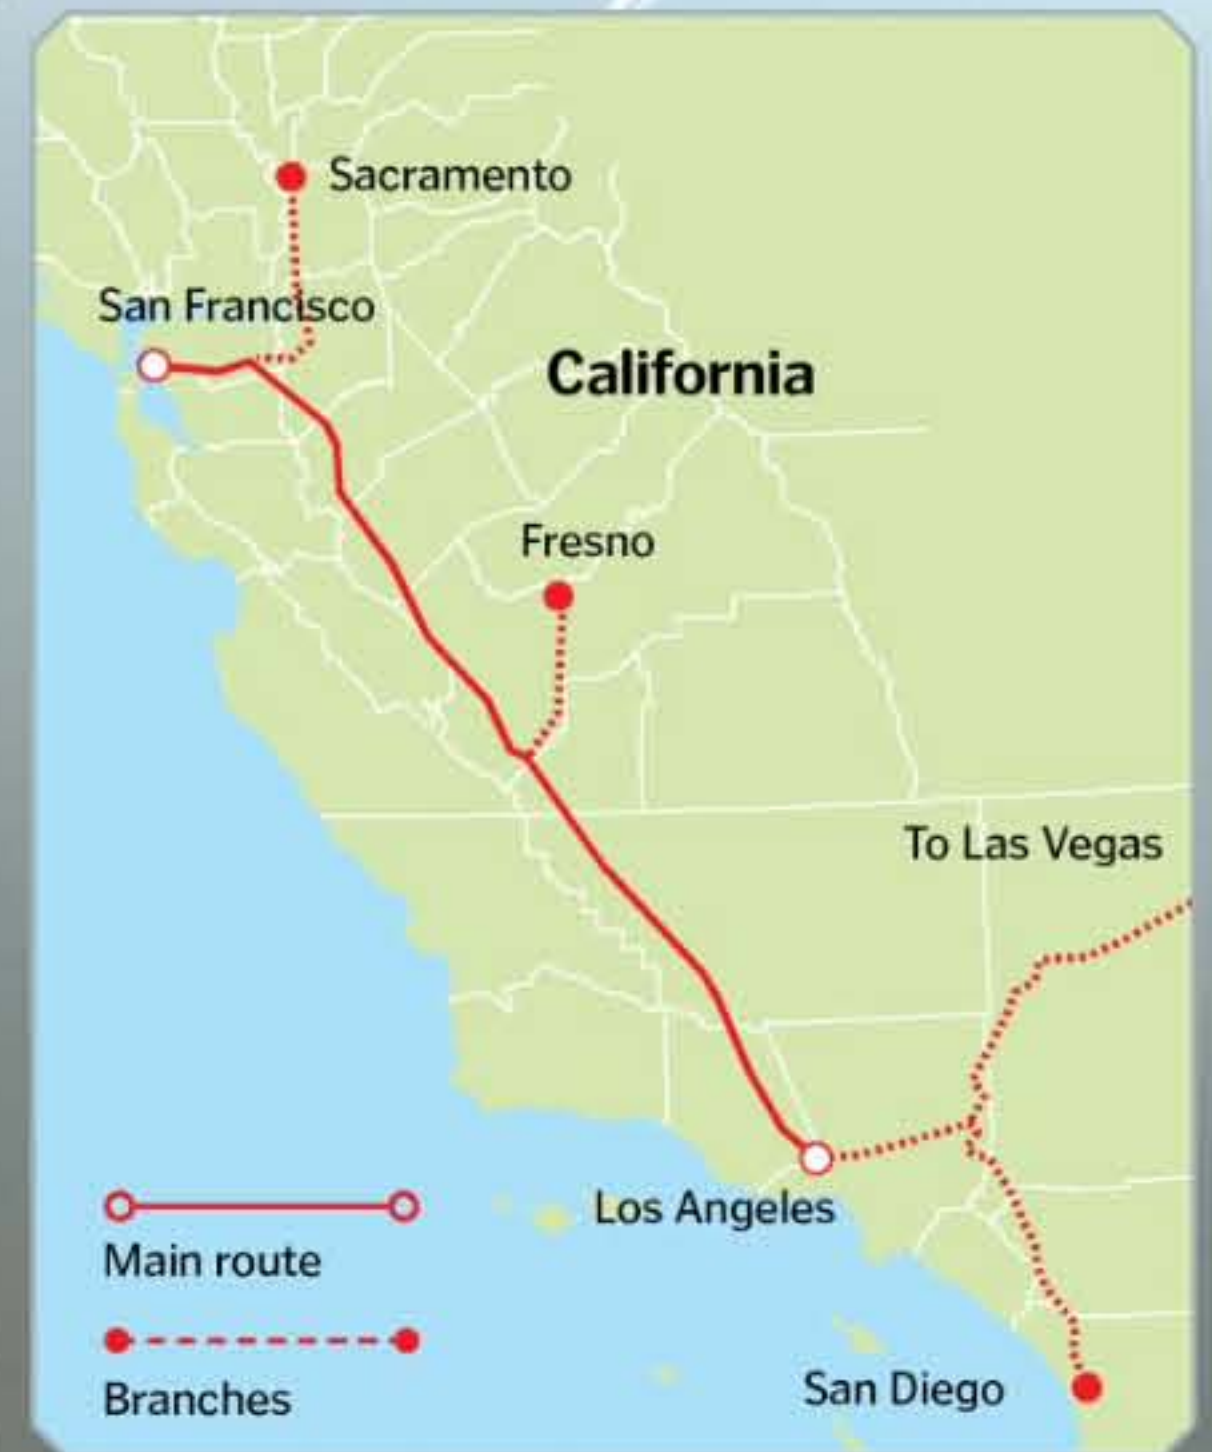 Sacramento
San Francisco
California
Fresno
To Las Vegas
Los Angeles
Main route
Branches
San Diego